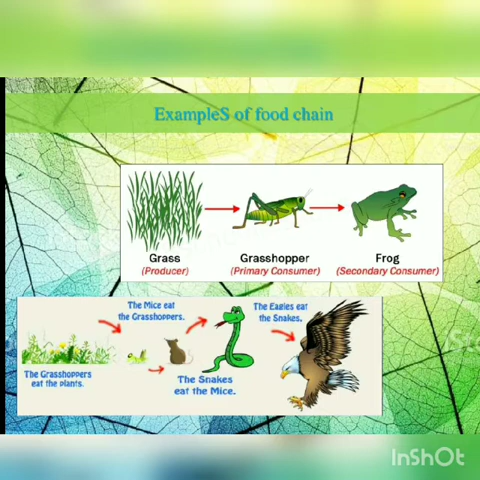 ExampleS of food chain
Grass
(Producer)
Grasshopper
(Primary Consumer)
Frog
(Secondary Consumer)
The Mice eat
the Grasshoppers.
The Eagles eat
the Snakes.
The Grasshoppers
eat the plants.
The Snakes
eat the Mice.
InShOt